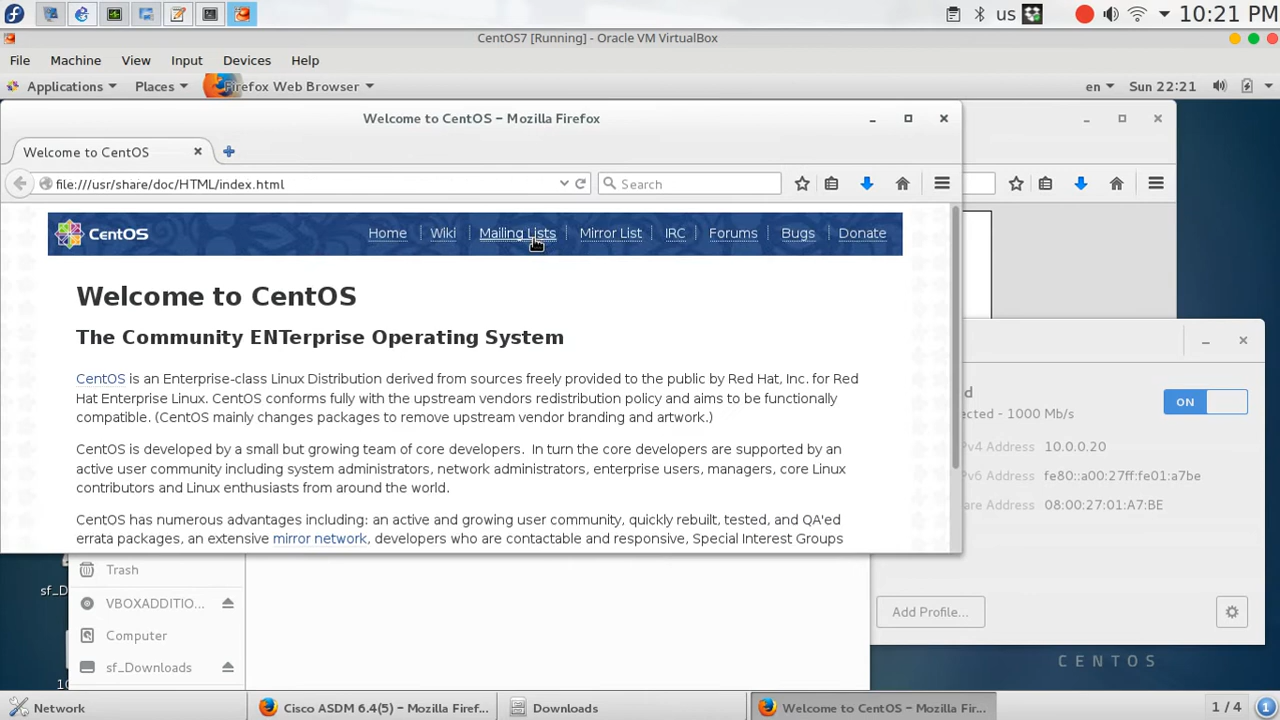 us
10:21 PM
CentOS7 [Running] - Oracle VM VirtualBox
File Machine View Input Devices Help
Applications Places Firefox Web Browser en Sun 22:21
Welcome to CentOS - Mozilla Firefox
Welcome to CentOS
file:///usr/share/doc/HTML/index.html
Search
CentOS Home Wiki Mailing Lists Mirror List IRC Forums Bugs Donate
Welcome to CentOS
The Community ENTerprise Operating System
CentOS is an Enterprise-class Linux Distribution derived from sources freely provided to the public by Red Hat, Inc. for Red
Hat Enterprise Linux. CentOS conforms fully with the upstream vendors redistribution policy and aims to be functionally
compatible. (CentOS mainly changes packages to remove upstream vendor branding and artwork.)
CentOS is developed by a small but growing team of core developers.  In turn the core developers are supported by an
active user community including system administrators, network administrators, enterprise users, managers, core Linux
contributors and Linux enthusiasts from around the world.
CentOS has numerous advantages including: an active and growing user community, quickly rebuilt, tested, and QA'ed
errata packages, an extensive mirror network, developers who are contactable and responsive, Special Interest Groups
d
ON
ected - 1000 Mb/s
Pv4 Address 10.0.0.20
Pv6 Address fe80::a00:27ff:fe01:a7be
are Address 08:00:27:01:A7:BE
Add Profile...
sf_Do
Trash
VBOXADDITIO...
Computer
sf_Downloads
10
CENTOS
Network
Cisco ASDM 6.4(5) - Mozilla Firef...
Downloads
Welcome to CentOS - Mozilla Fir...
1 / 4
1